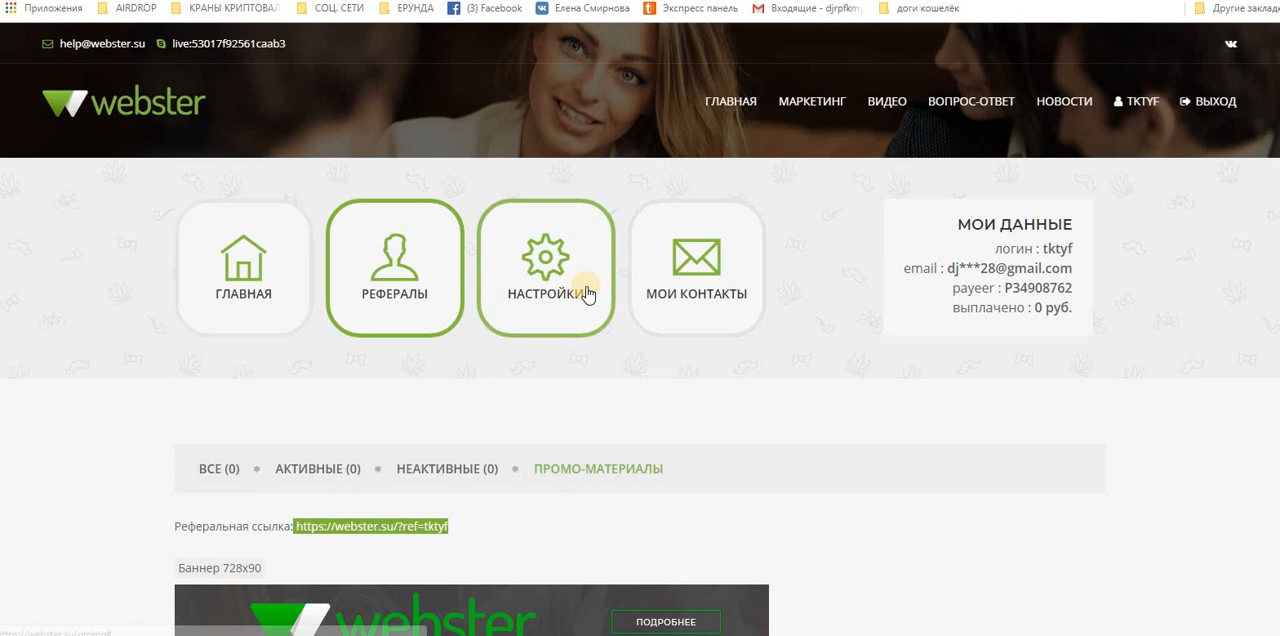 Приложения AIRDROP КРАНЫ КРИПТОВАЛ СОЦ. СЕТИ ЕРУНДА (3) Facebook Елена Смирнова Экспресс панель Входящие - djrpfkm доги кошелёк Другие заклад
help@webster.su live:53017f92561caab3
webster ГЛАВНАЯ МАРКЕТИНГ ВИДЕО ВОПРОС-ОТВЕТ НОВОСТИ TKTYF ВЫХОД
МОИ ДАННЫЕ
логин : tktyf
email : dj***28@gmail.com
payeer : P34908762
выплачено : 0 руб.
ГЛАВНАЯ РЕФЕРАЛЫ НАСТРОЙКИ МОИ КОНТАКТЫ
ВСЕ (0) АКТИВНЫЕ (0) НЕАКТИВНЫЕ (0) ПРОМО-МАТЕРИАЛЫ
Реферальная ссылка: https://webster.su/?ref=tktyf
Баннер 728x90
webster ПОДРОБНЕЕ